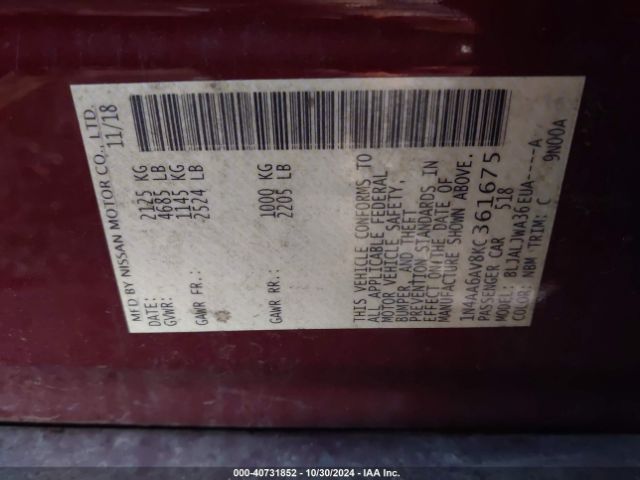 MFD BY NISSAN MOTOR CO., LTD.
DATE: 11/18
GVWR: 2125 KG
4685 LB
GAWR FR.: 1145 KG
2524 LB
GAWR RR.: 1000 KG
2205 LB
THIS VEHICLE CONFORMS TO
ALL APPLICABLE FEDERAL
MOTOR VEHICLE SAFETY,
BUMPER, AND THEFT
PREVENTION STANDARDS IN
EFFECT ON THE DATE OF
MANUFACTURE SHOWN ABOVE.
1N4AA6AV8KC361675
PASSENGER CAR 518
MODEL: BLJALJWA36EUA-----A
COLOR: NBM TRIM: C 9N00A
000-40731852 - 10/30/2024 - IAA Inc.